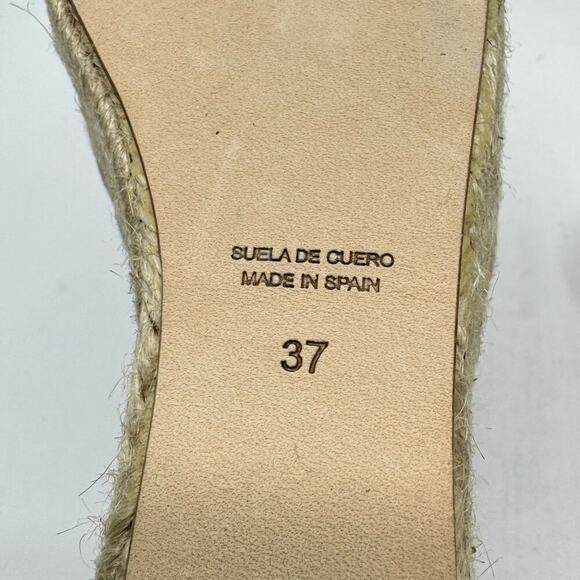 SUELA DE CUERO
MADE IN SPAIN
37